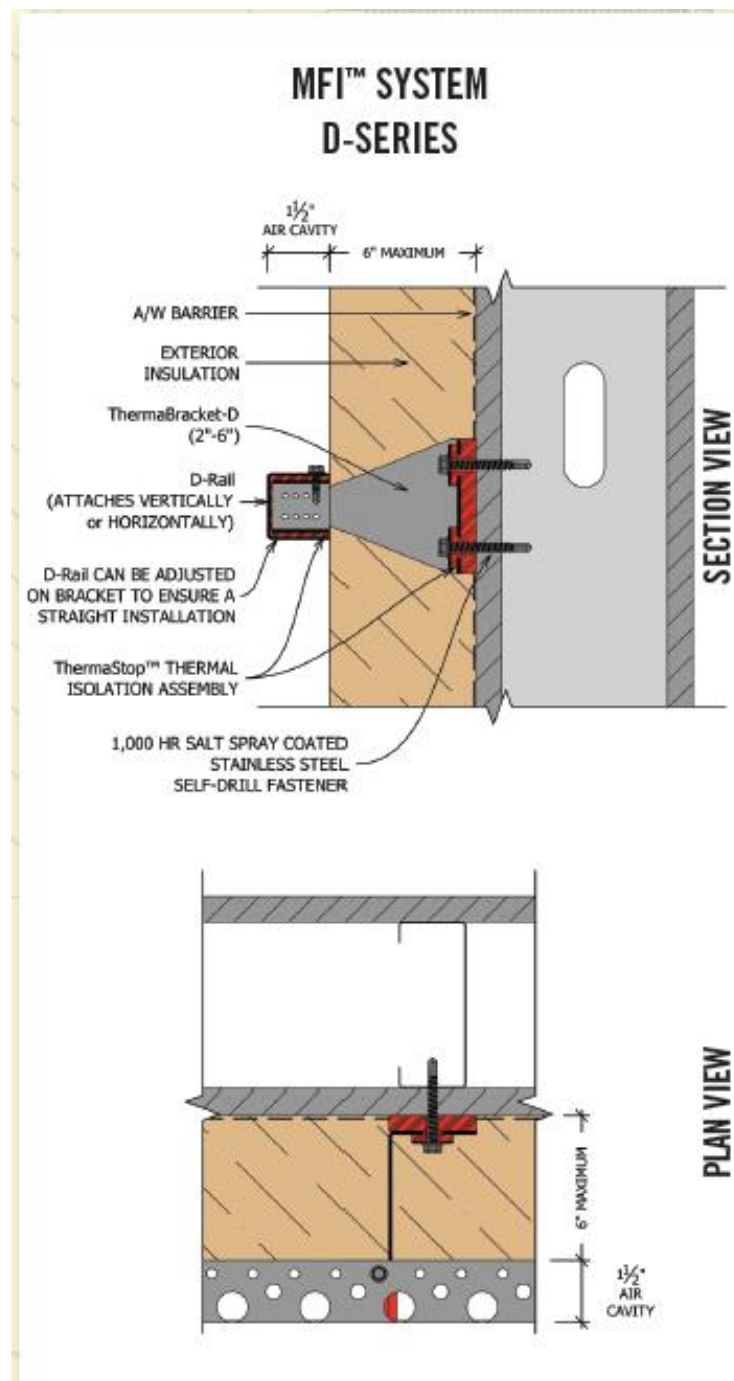 MFI™ SYSTEM
D-SERIES
1½"
AIR CAVITY
6" MAXIMUM
A/W BARRIER
EXTERIOR
INSULATION
ThermaBracket-D
(2"-6")
D-Rail
(ATTACHES VERTICALLY
or HORIZONTALLY)
D-Rail CAN BE ADJUSTED
ON BRACKET TO ENSURE A
STRAIGHT INSTALLATION
ThermaStop™ THERMAL
ISOLATION ASSEMBLY
1,000 HR SALT SPRAY COATED
STAINLESS STEEL
SELF-DRILL FASTENER
SECTION VIEW
6" MAXIMUM
1½"
AIR
CAVITY
PLAN VIEW